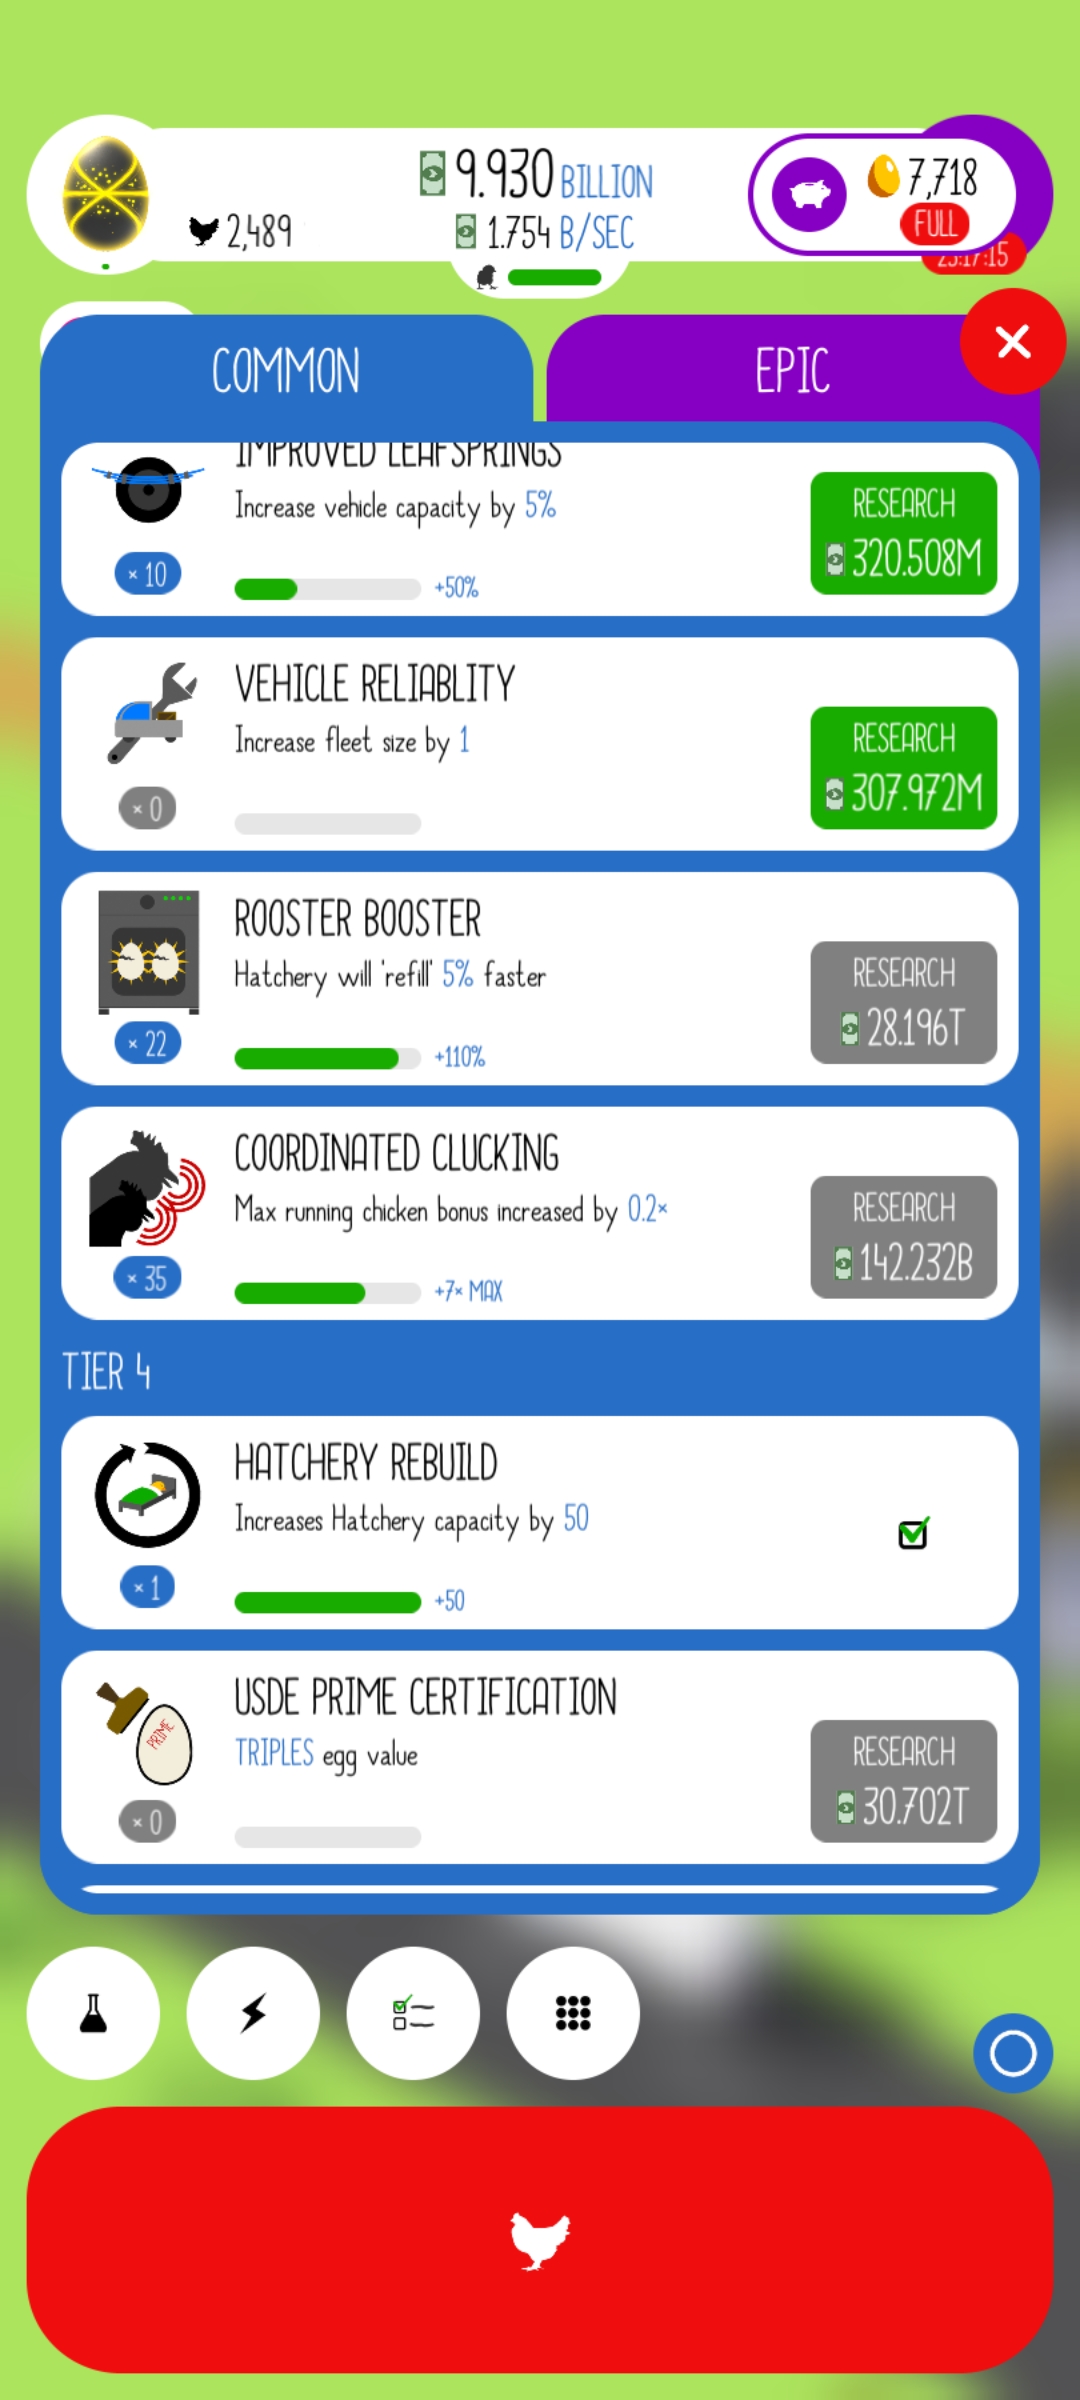 9.930 BILLION
7,718
2,489
1.754 B/SEC
FULL
23:17:15
COMMON
EPIC
IMPROVED LEAFSPRINGS
Increase vehicle capacity by 5%
RESEARCH
320.508M
× 10
+50%
VEHICLE RELIABLITY
Increase fleet size by 1
RESEARCH
307.972M
× 0
ROOSTER BOOSTER
Hatchery will 'refill' 5% faster
RESEARCH
28.196T
× 22
+110%
COORDINATED CLUCKING
Max running chicken bonus increased by 0.2×
RESEARCH
142.232B
× 35
+7× MAX
TIER 4
HATCHERY REBUILD
Increases Hatchery capacity by 50
× 1
+50
USDE PRIME CERTIFICATION
PRIME
TRIPLES egg value
RESEARCH
30.702T
× 0